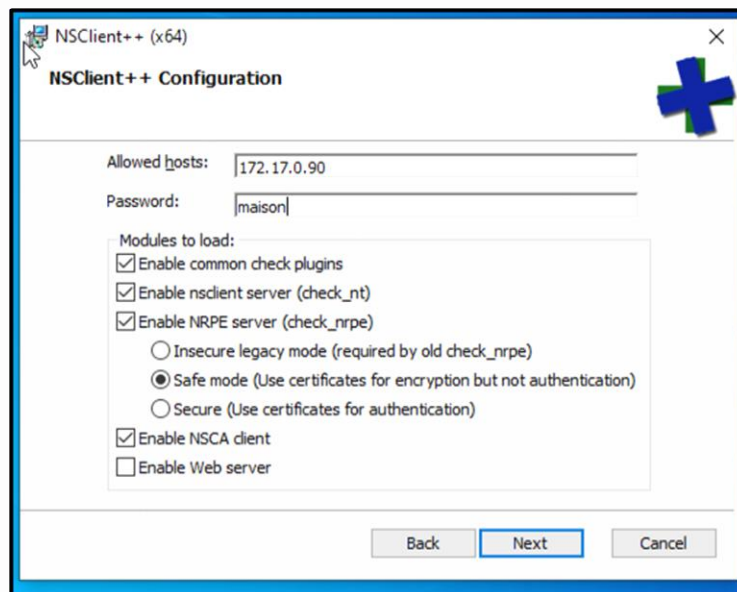 NSClient++ (x64)
NSClient++ Configuration
Allowed hosts: 172.17.0.90
Password: maison
Modules to load:
Enable common check plugins
Enable nsclient server (check_nt)
Enable NRPE server (check_nrpe)
Insecure legacy mode (required by old check_nrpe)
Safe mode (Use certificates for encryption but not authentication)
Secure (Use certificates for authentication)
Enable NSCA client
Enable Web server
Back Next Cancel